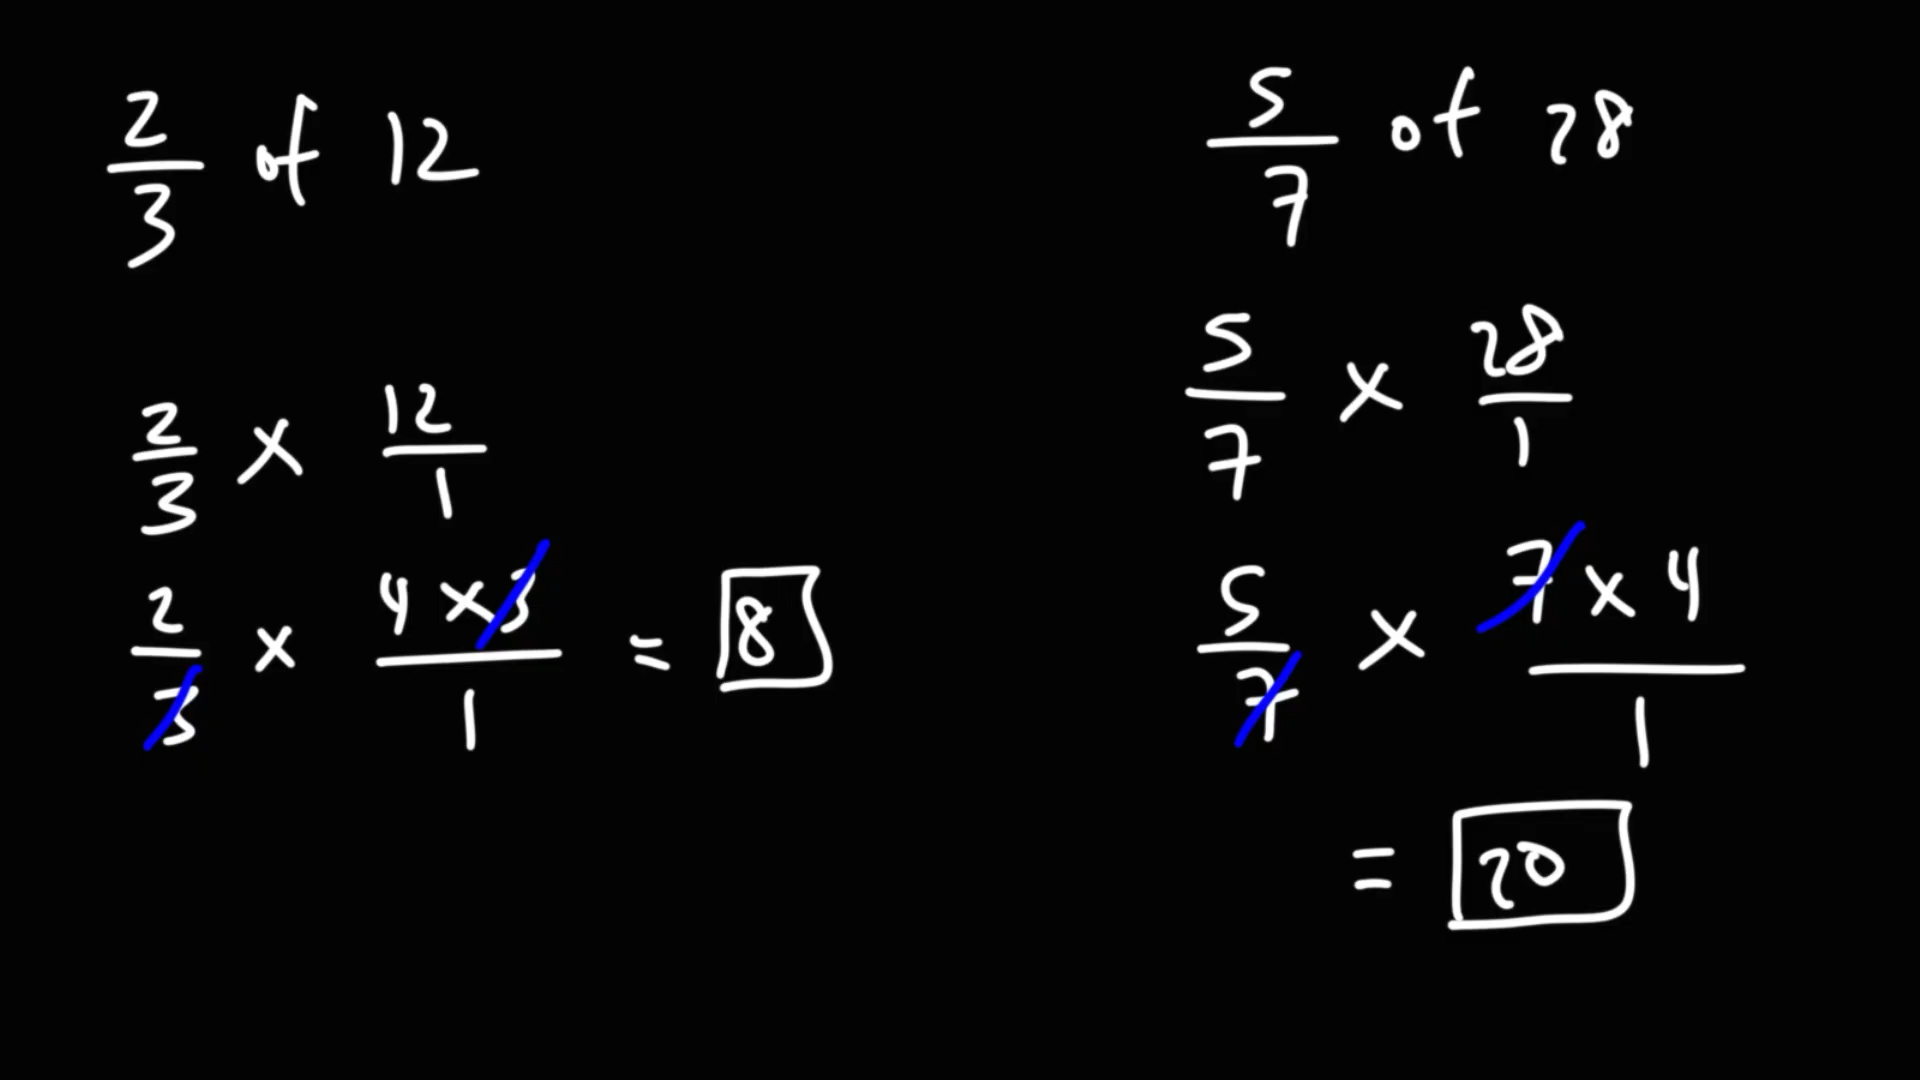 2/3 of 12
2/3 × 12/1
2/3 × 4 × 3/1 = 8
5/7 of 28
5/7 × 28/1
5/7 × 7 × 4/1
= 20